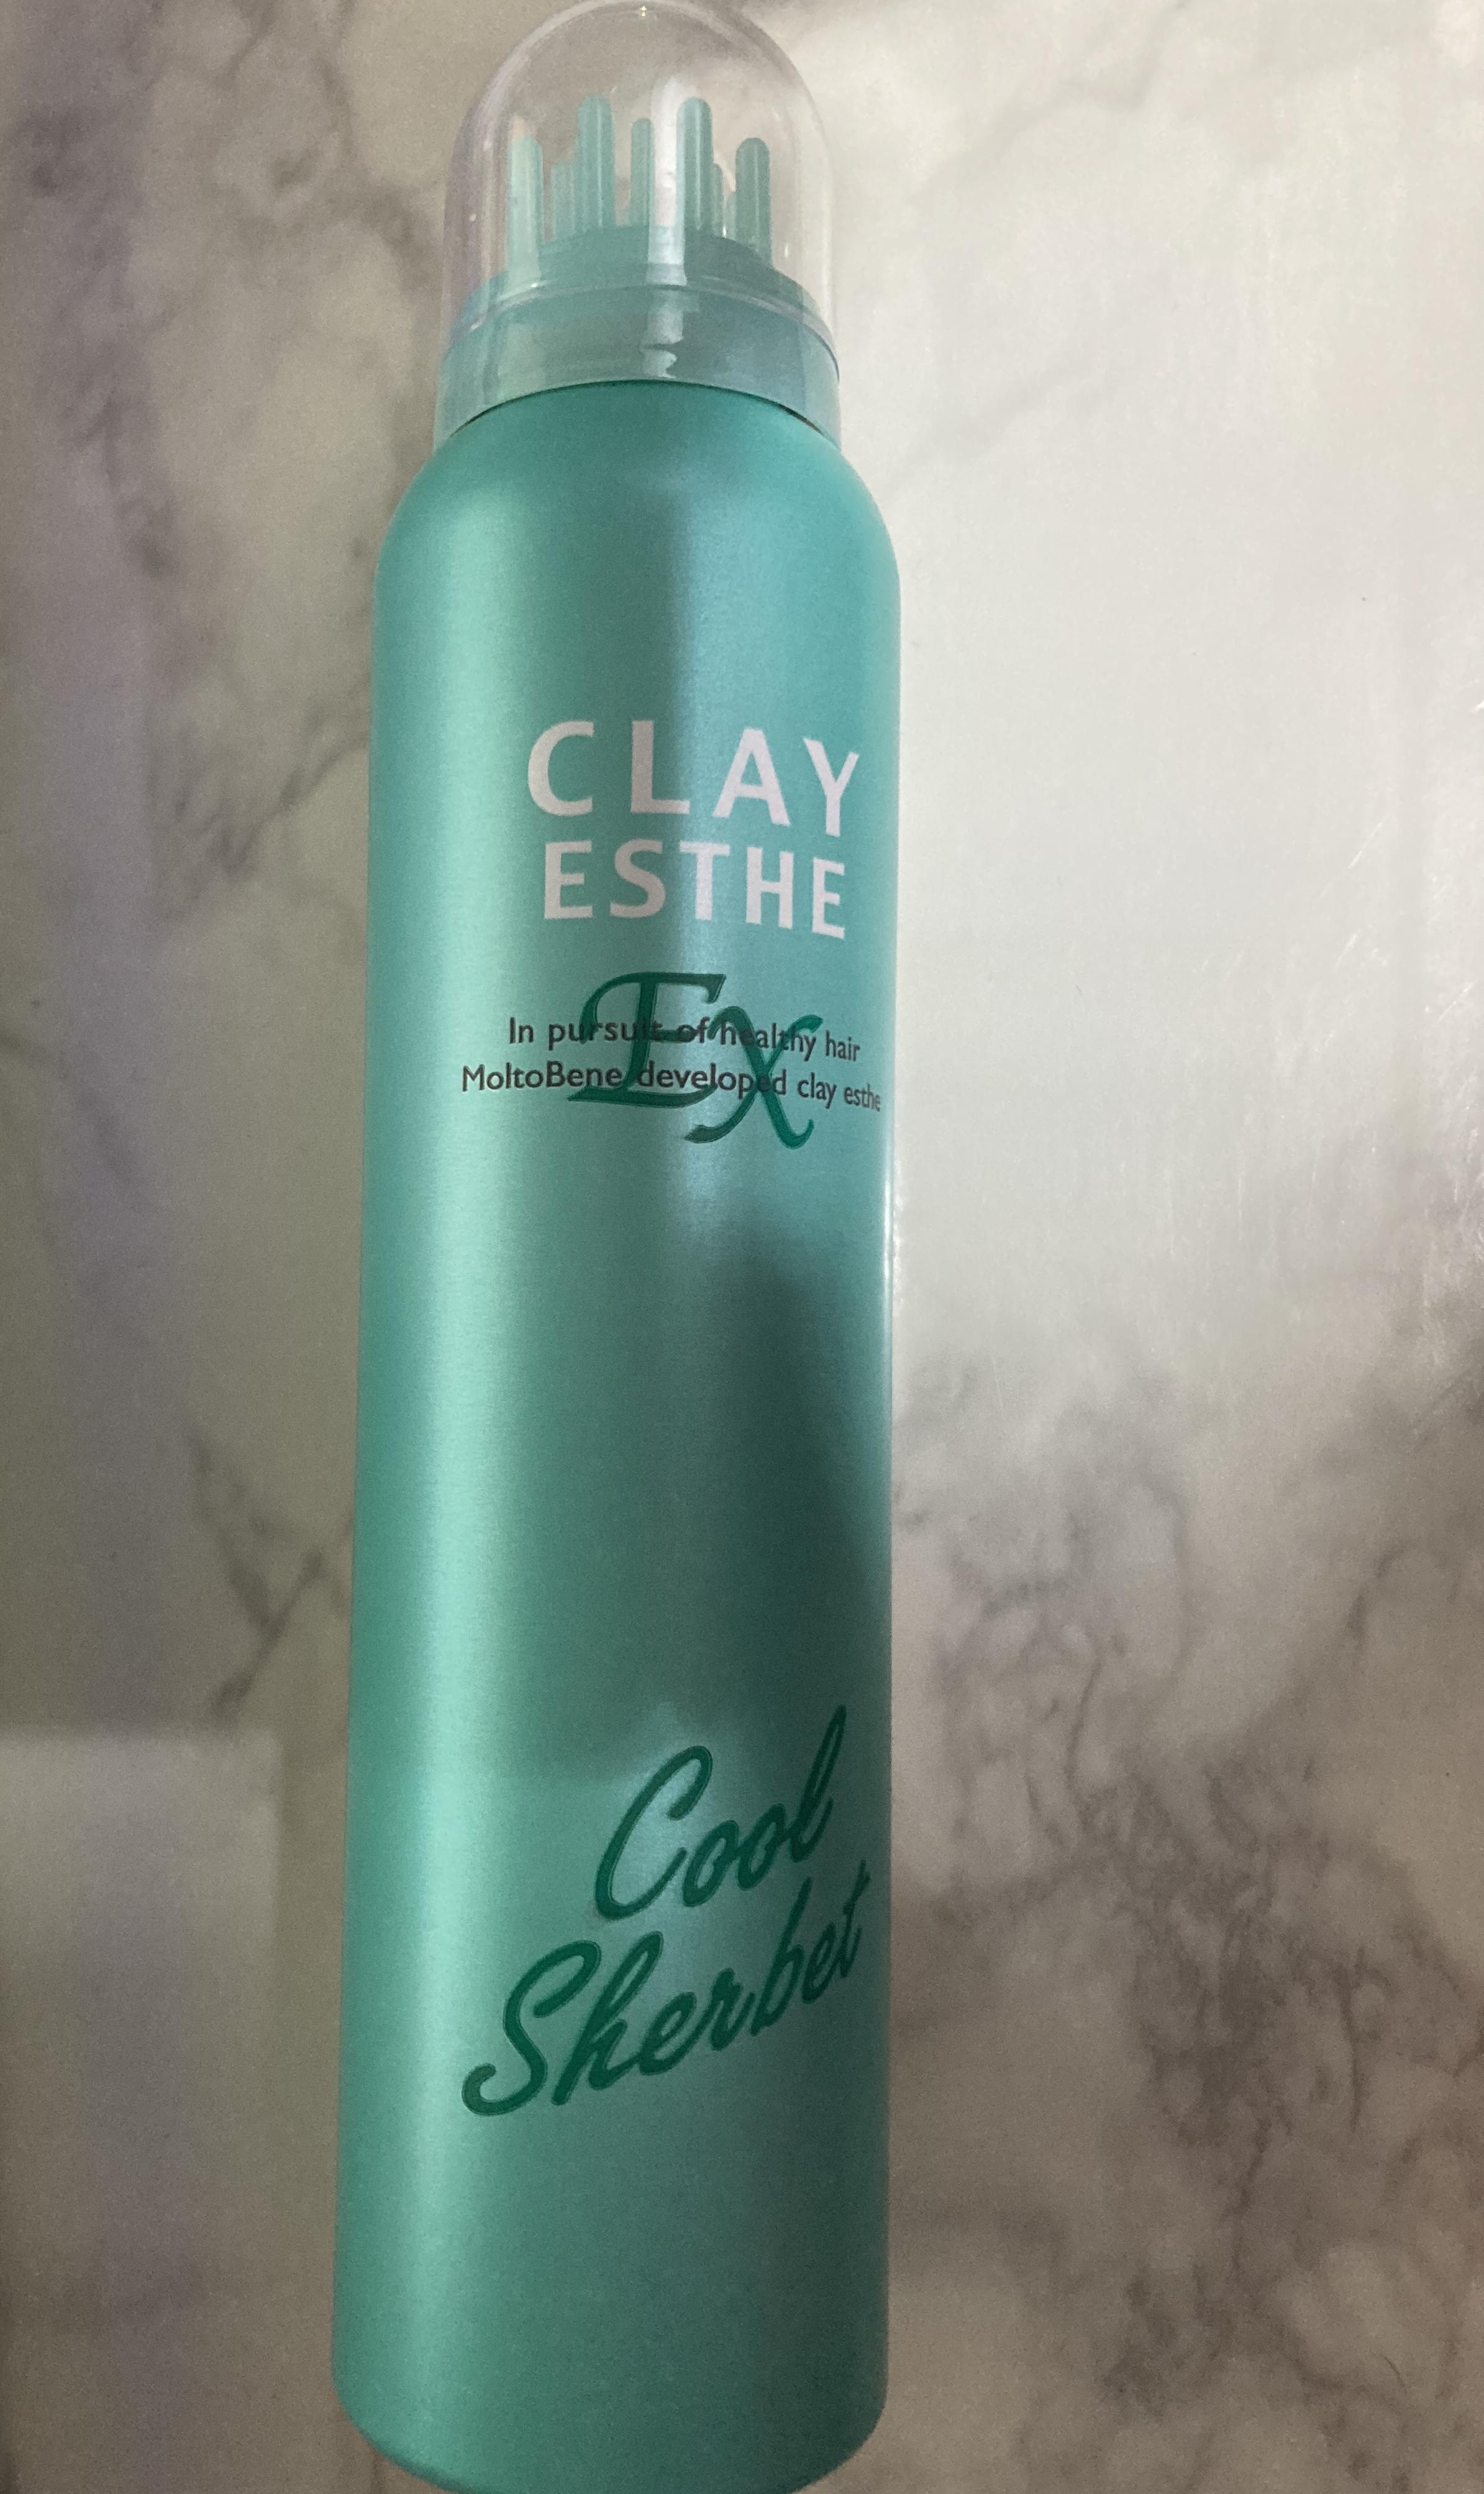 CLAY
ESTHE
Ex
In pursuit of healthy hair
MoltoBene developed clay esthe
Cool
Sherbet